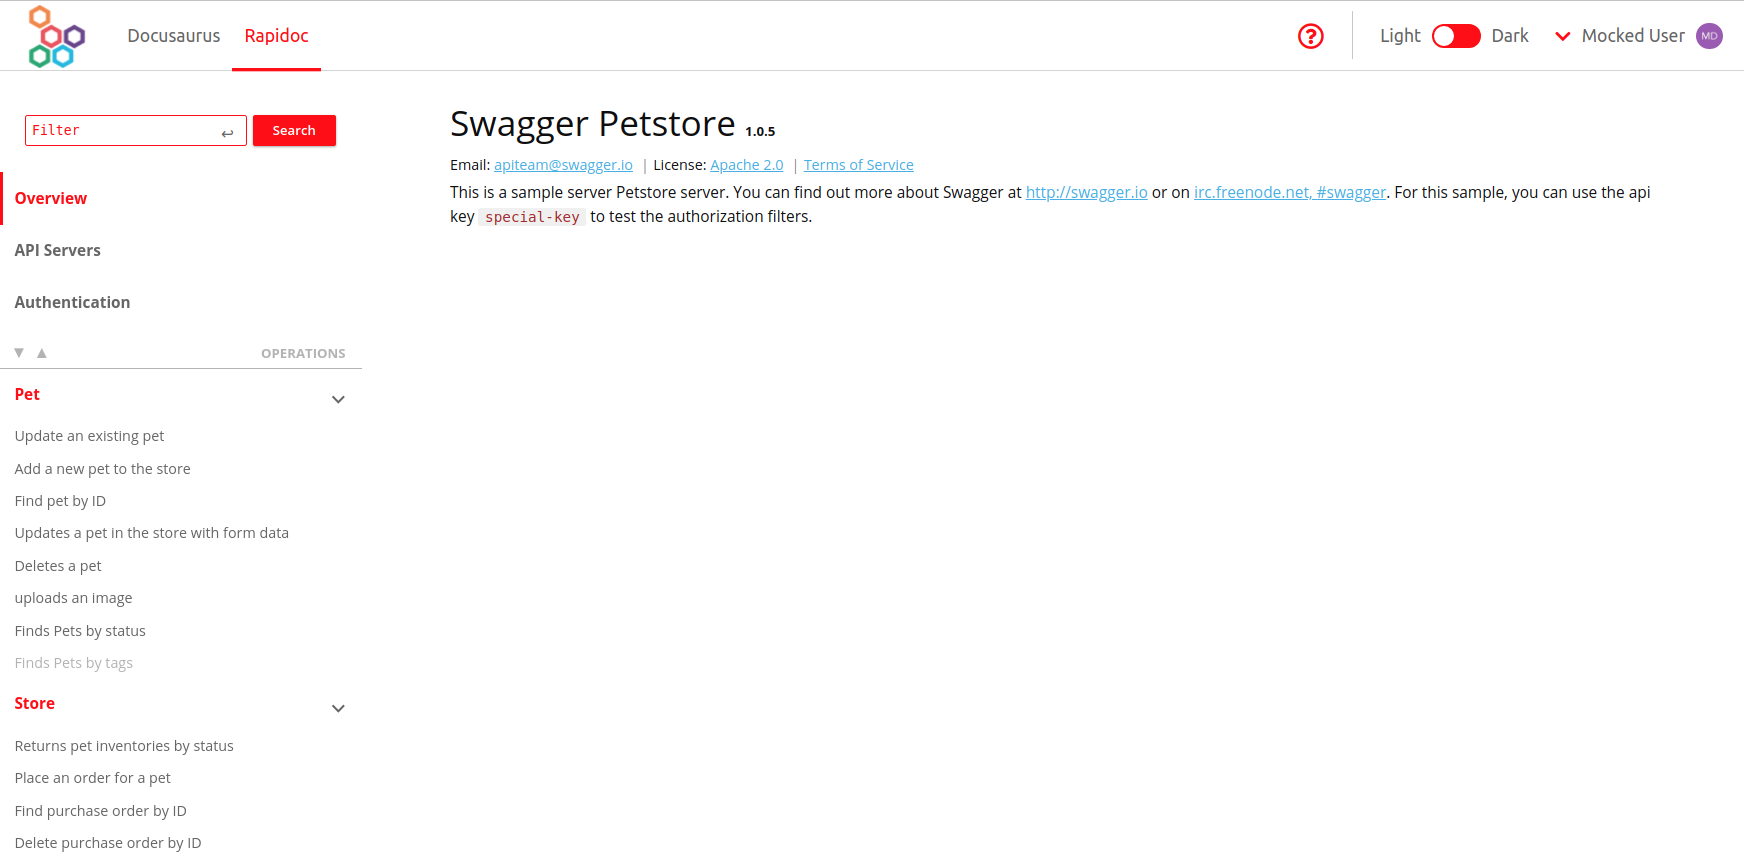 Docusaurus
Rapidoc
?
Light
Dark
Mocked User
MD
Filter
Search
Overview
API Servers
Authentication
OPERATIONS
Pet
Update an existing pet
Add a new pet to the store
Find pet by ID
Updates a pet in the store with form data
Deletes a pet
uploads an image
Finds Pets by status
Finds Pets by tags
Store
Returns pet inventories by status
Place an order for a pet
Find purchase order by ID
Delete purchase order by ID
Swagger Petstore 1.0.5
Email: apiteam@swagger.io | License: Apache 2.0 | Terms of Service
This is a sample server Petstore server. You can find out more about Swagger at http://swagger.io or on irc.freenode.net, #swagger. For this sample, you can use the api
key special-key to test the authorization filters.